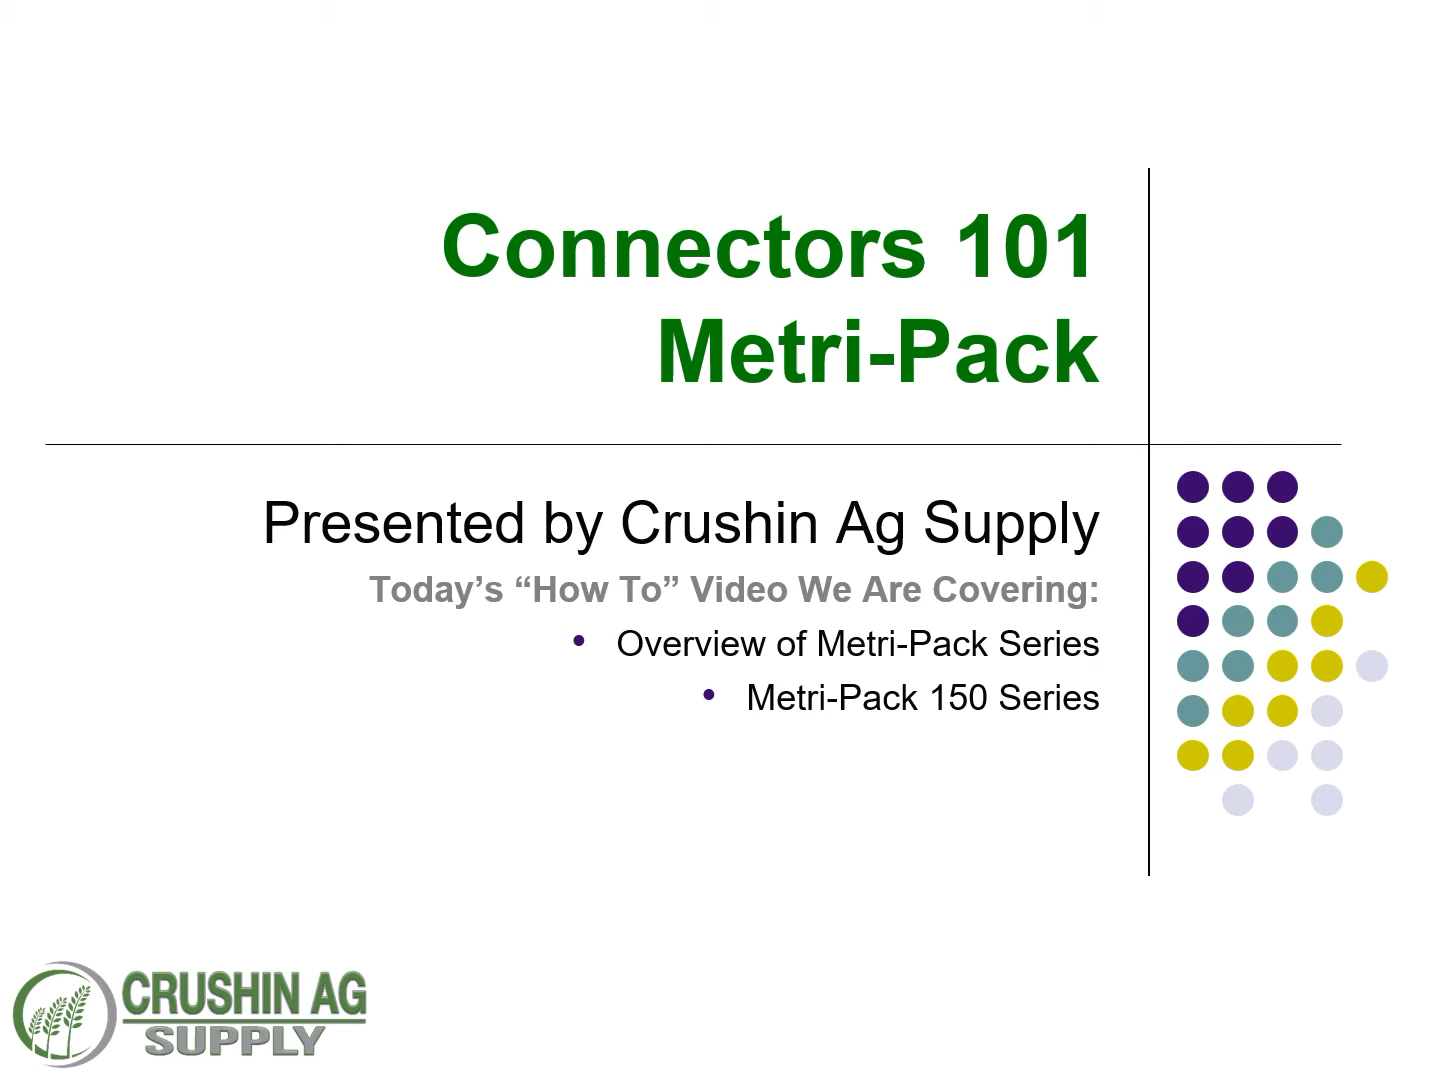 Connectors 101
Metri-Pack
Presented by Crushin Ag Supply
Today’s “How To” Video We Are Covering:
• Overview of Metri-Pack Series
• Metri-Pack 150 Series
CRUSHIN AG
SUPPLY